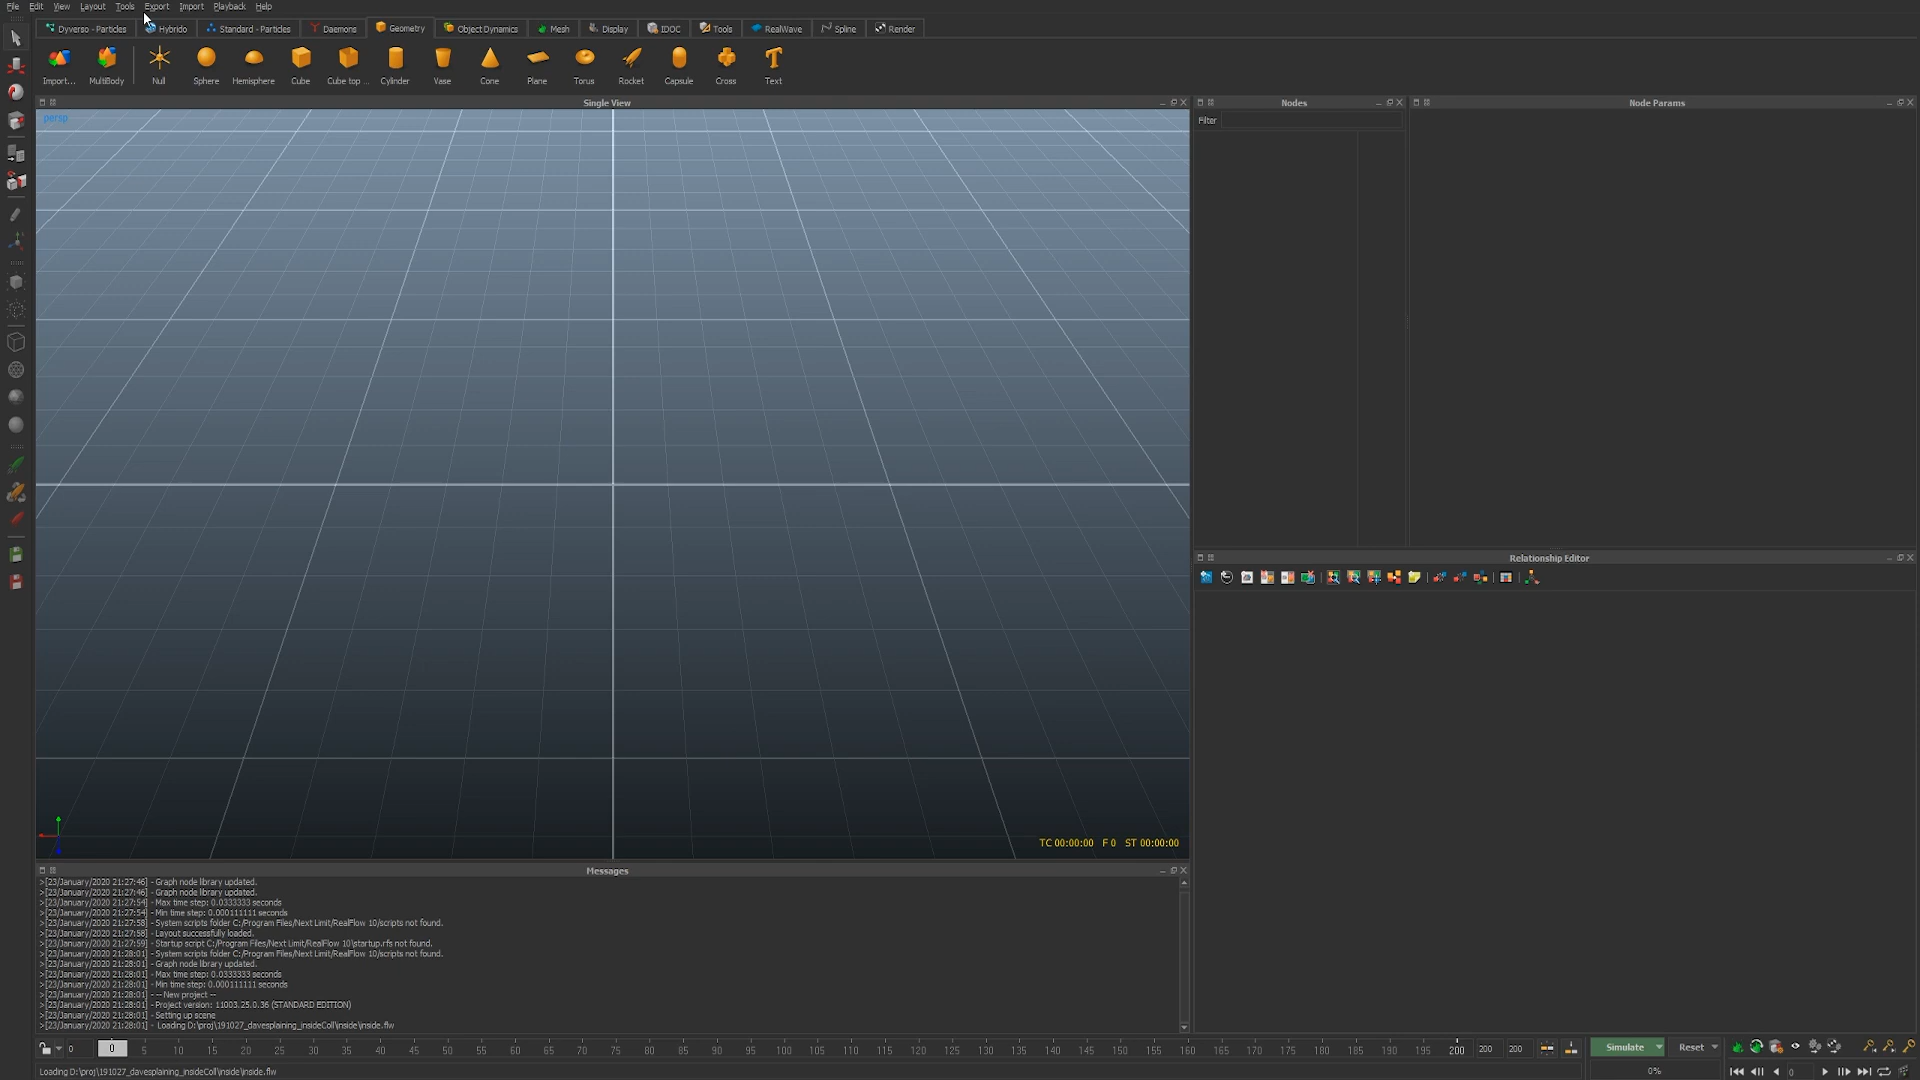 File Edit View Layout Tools Export Import Playback Help
Dyverso - Particles Hybrido Standard - Particles Daemons Geometry Object Dynamics Mesh Display IDOC Tools RealWave Spline Render
Import... MultiBody Null Sphere Hemisphere Cube Cube top ... Cylinder Vase Cone Plane Torus Rocket Capsule Cross Text
Single View Nodes Node Params
persp
Filter
Relationship Editor
TC 00:00:00 F 0 ST 00:00:00
Messages
>[23/January/2020 21:27:46] - Graph node library updated.
>[23/January/2020 21:27:46] - Graph node library updated.
>[23/January/2020 21:27:54] - Max time step: 0.0333333 seconds
>[23/January/2020 21:27:54] - Min time step: 0.000111111 seconds
>[23/January/2020 21:27:58] - System scripts folder C:/Program Files/Next Limit/RealFlow 10/scripts not found.
>[23/January/2020 21:27:58] - Layout successfully loaded.
>[23/January/2020 21:27:59] - Startup script C:/Program Files/Next Limit/RealFlow 10\startup.rfs not found.
>[23/January/2020 21:28:01] - System scripts folder C:/Program Files/Next Limit/RealFlow 10/scripts not found.
>[23/January/2020 21:28:01] - Graph node library updated.
>[23/January/2020 21:28:01] - Max time step: 0.0333333 seconds
>[23/January/2020 21:28:01] - Min time step: 0.000111111 seconds
>[23/January/2020 21:28:01] - -- New project --
>[23/January/2020 21:28:01] - Project version: 11003.25.0.36 (STANDARD EDITION)
>[23/January/2020 21:28:01] - Setting up scene
>[23/January/2020 21:28:01] - Loading D:\proj\191027_davesplaining_insideColl\inside\inside.flw
0 0 5 10 15 20 25 30 35 40 45 50 55 60 65 70 75 80 85 90 95 100 105 110 115 120 125 130 135 140 145 150 155 160 165 170 175 180 185 190 195 200 200 200 Simulate Reset
Loading D:\proj\191027_davesplaining_insideColl\inside\inside.flw 0% 0